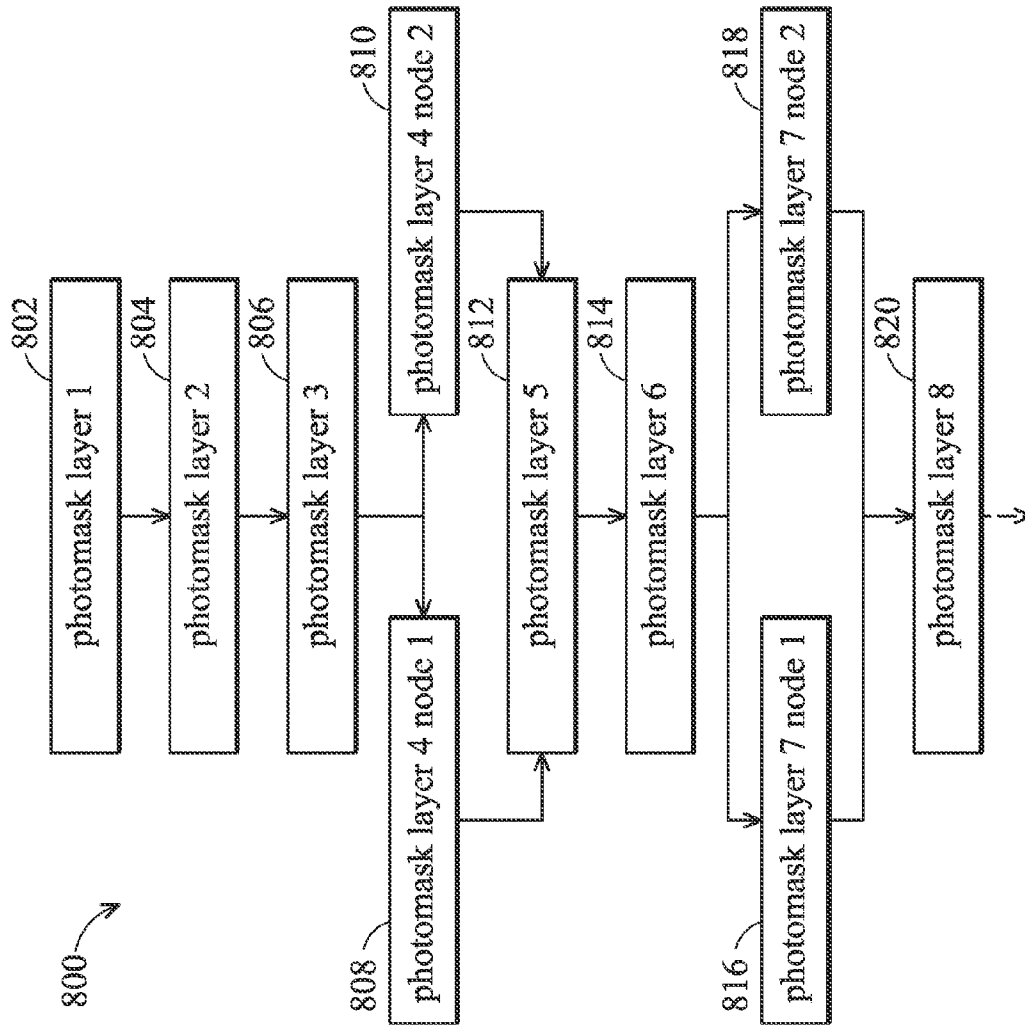 800
802
photomask layer 1
804
photomask layer 2
806
photomask layer 3
808
photomask layer 4 node 1
810
photomask layer 4 node 2
812
photomask layer 5
814
photomask layer 6
816
photomask layer 7 node 1
818
photomask layer 7 node 2
820
photomask layer 8